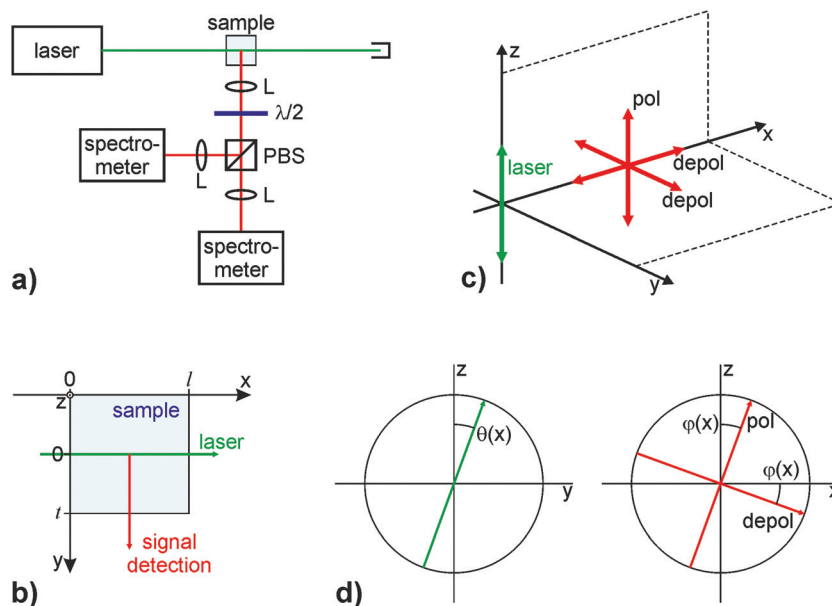 sample
laser
L
λ/2
spectro-
meter
PBS
L
L
spectro-
meter
a)
z
pol
x
laser
depol
depol
y
c)
0
l
x
z
sample
laser
0
t
y
signal
detection
b)
z
θ(x)
y
z
φ(x)
pol
φ(x)
x
depol
d)